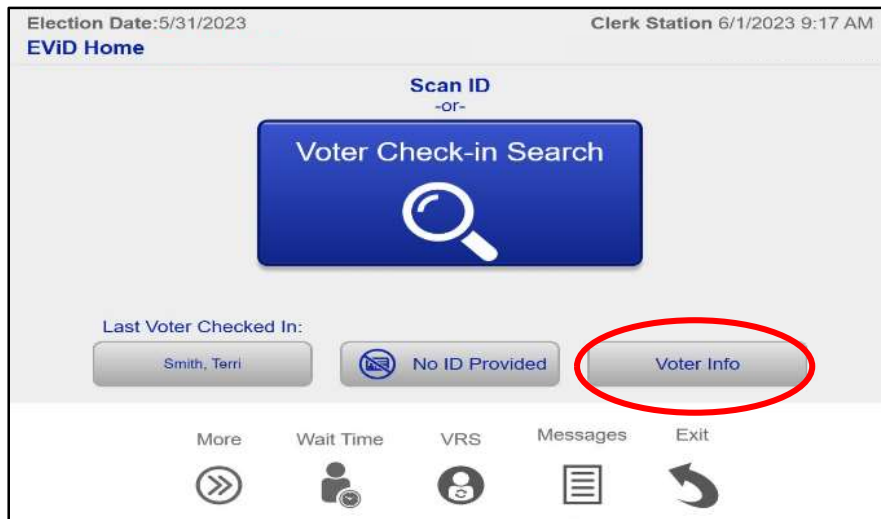 Election Date:5/31/2023
Clerk Station 6/1/2023 9:17 AM
EViD Home
Scan ID
-or-
Voter Check-in Search
Last Voter Checked In:
Smith, Terri
No ID Provided
Voter Info
More
Wait Time
VRS
Messages
Exit